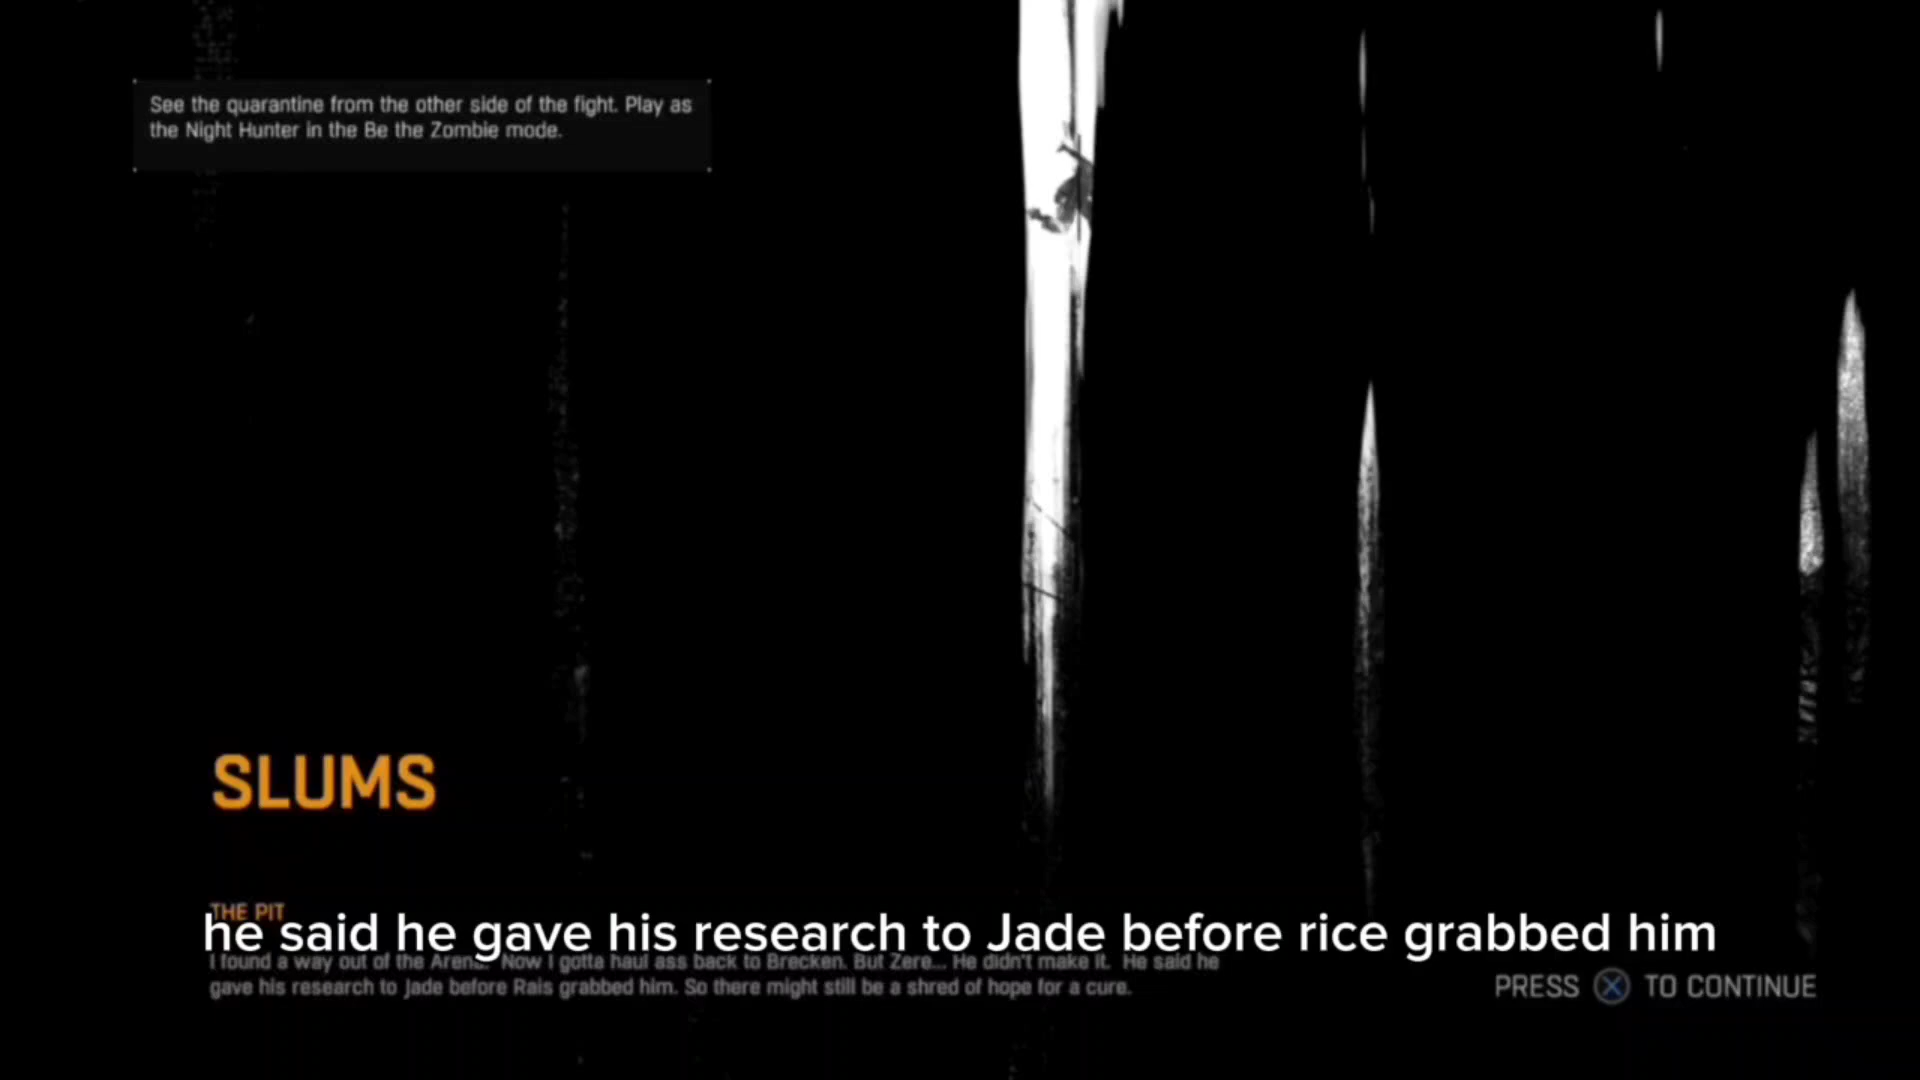 See the quarantine from the other side of the fight. Play as
the Night Hunter in the Be the Zombie mode.
SLUMS
THE PIT
he said he gave his research to Jade before rice grabbed him
I found a way out of the Arena. Now I gotta haul ass back to Brecken. But Zere... He didn't make it. He said he
gave his research to Jade before Rais grabbed him. So there might still be a shred of hope for a cure.
PRESS X TO CONTINUE